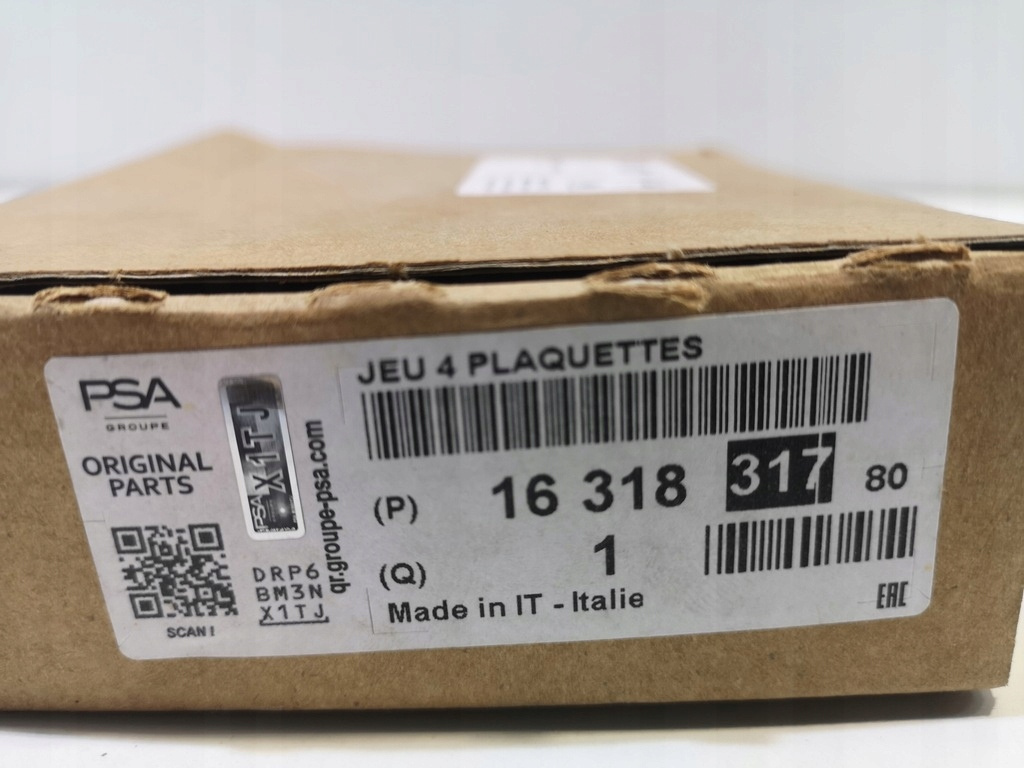 PSA
GROUPE
ORIGINAL
PARTS
SCAN !
PSA X1TJ
DRP6
BM3N
X1TJ
qr.groupe-psa.com
JEU 4 PLAQUETTES
(P) 16 318 317 80
(Q) 1
Made in IT - Italie
EAC